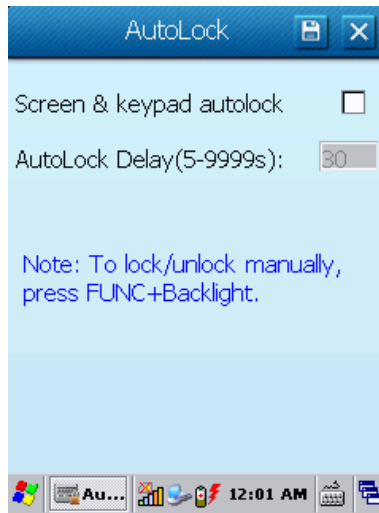 AutoLock
Screen & keypad autolock
AutoLock Delay(5-9999s): 30
Note: To lock/unlock manually,
press FUNC+Backlight.
Au... 12:01 AM